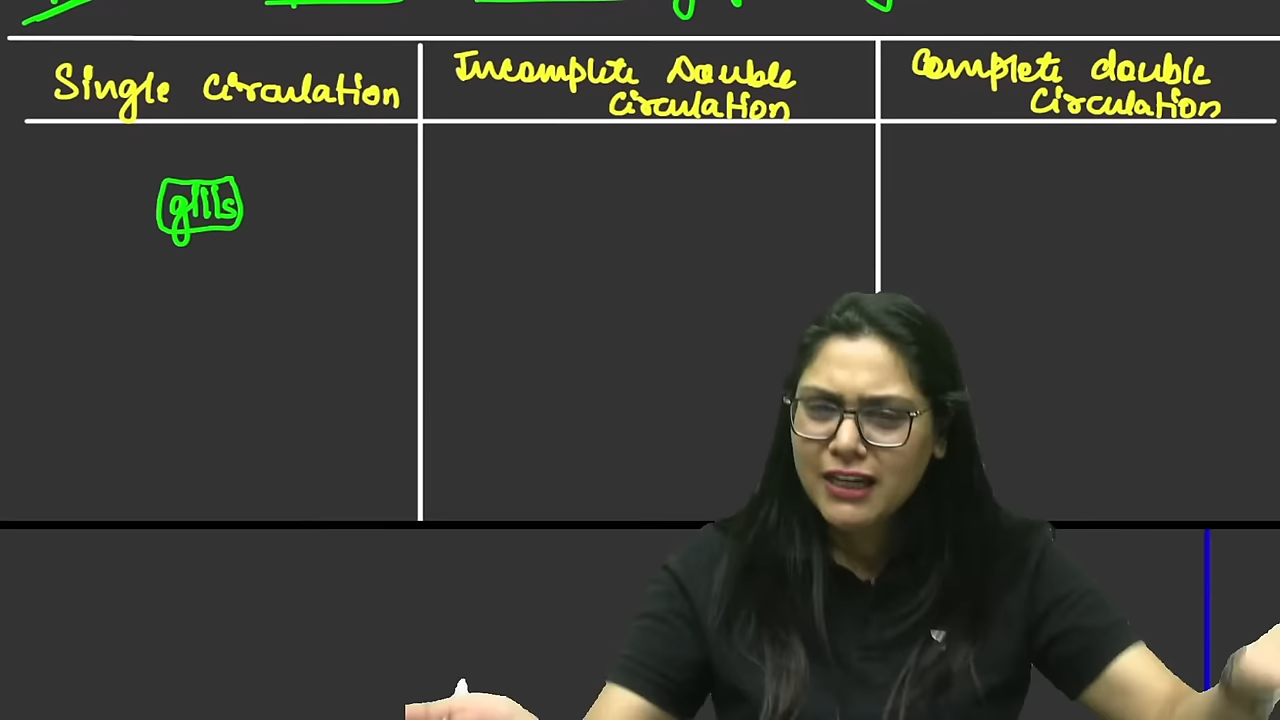 Single Circulation
Incomplete Double
Circulation
Complete double
Circulation
gills